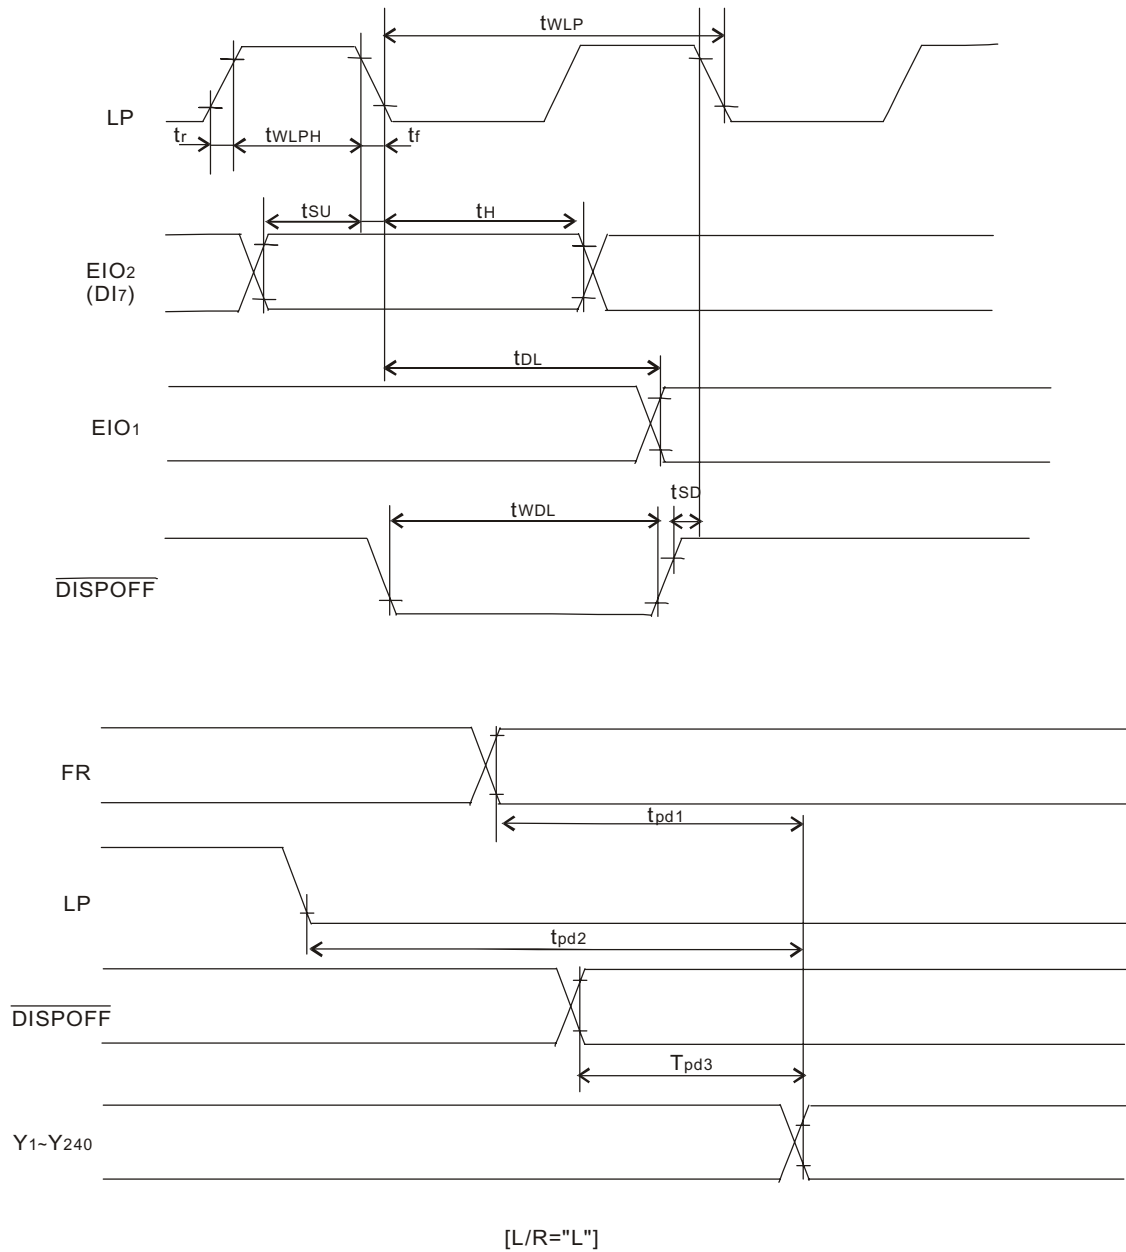 tWLP
LP
tr
tWLPH
tf
tSU
tH
EIO2
(DI7)
tDL
EIO1
tSD
tWDL
DISPOFF
FR
tpd1
LP
tpd2
DISPOFF
Tpd3
Y1~Y240
[L/R="L"]